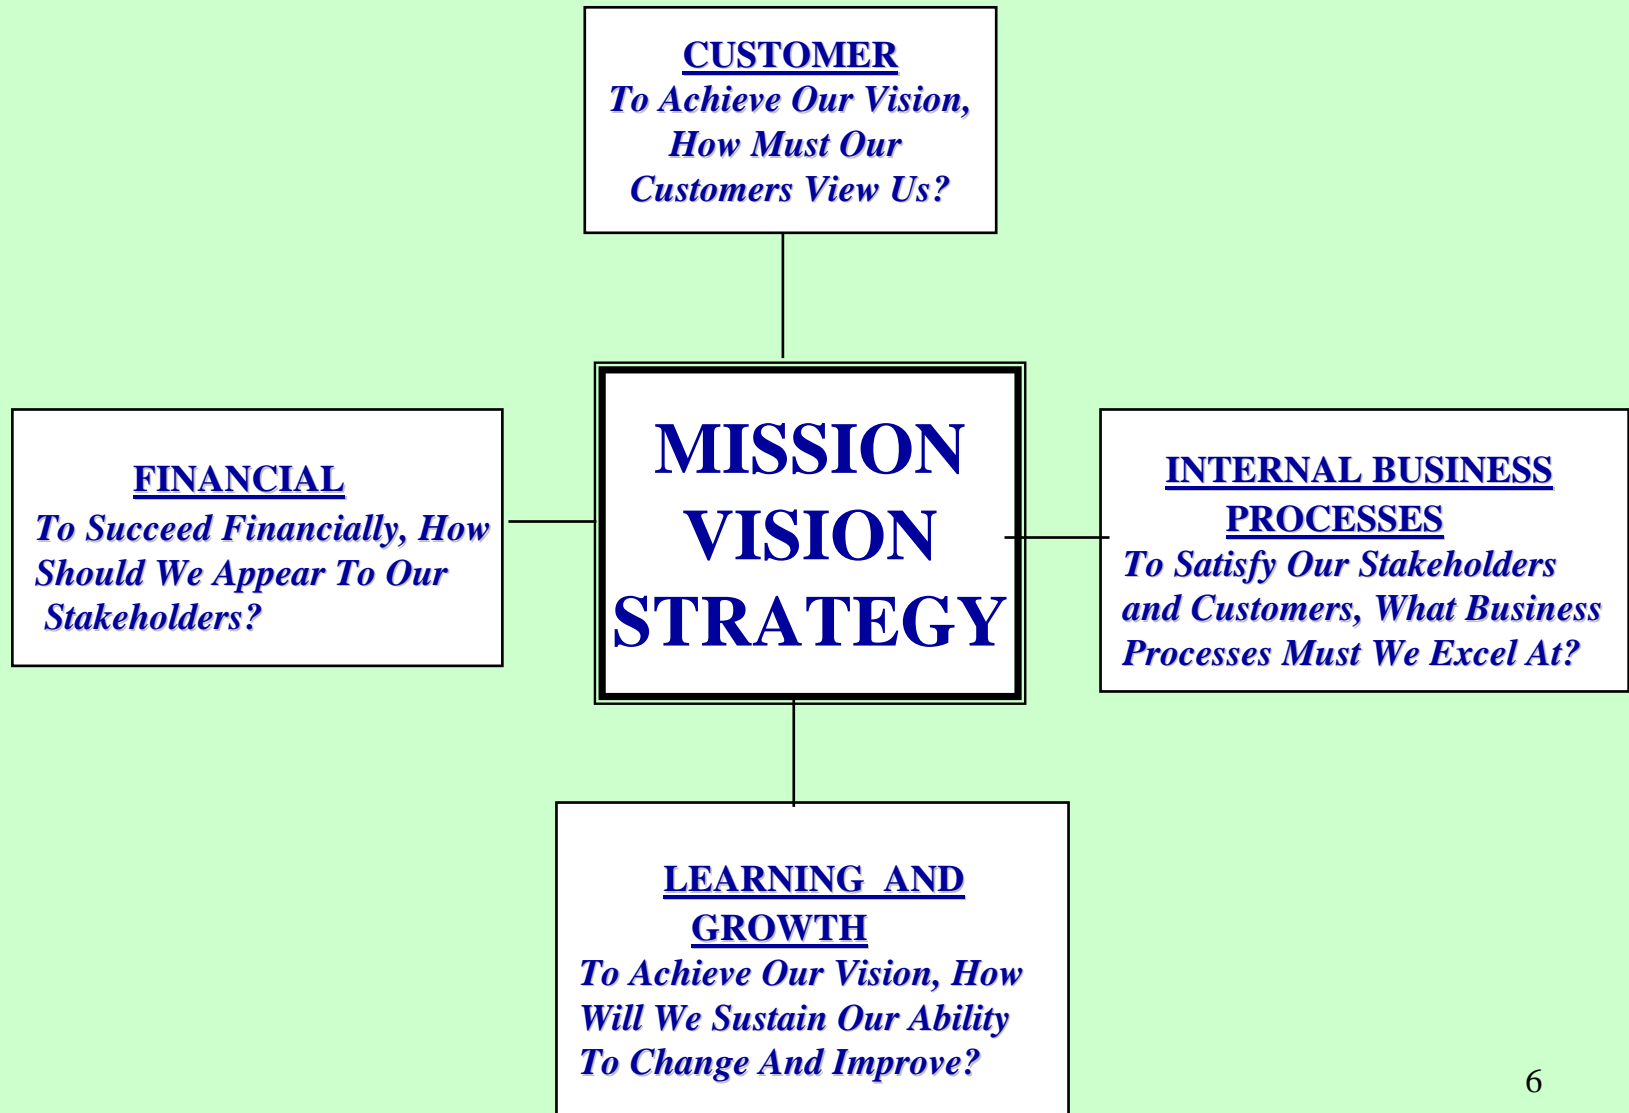 CUSTOMER
To Achieve Our Vision,
How Must Our
Customers View Us?
FINANCIAL
To Succeed Financially, How
Should We Appear To Our
Stakeholders?
MISSION
VISION
STRATEGY
INTERNAL BUSINESS
PROCESSES
To Satisfy Our Stakeholders
and Customers, What Business
Processes Must We Excel At?
LEARNING AND
GROWTH
To Achieve Our Vision, How
Will We Sustain Our Ability
To Change And Improve?
6